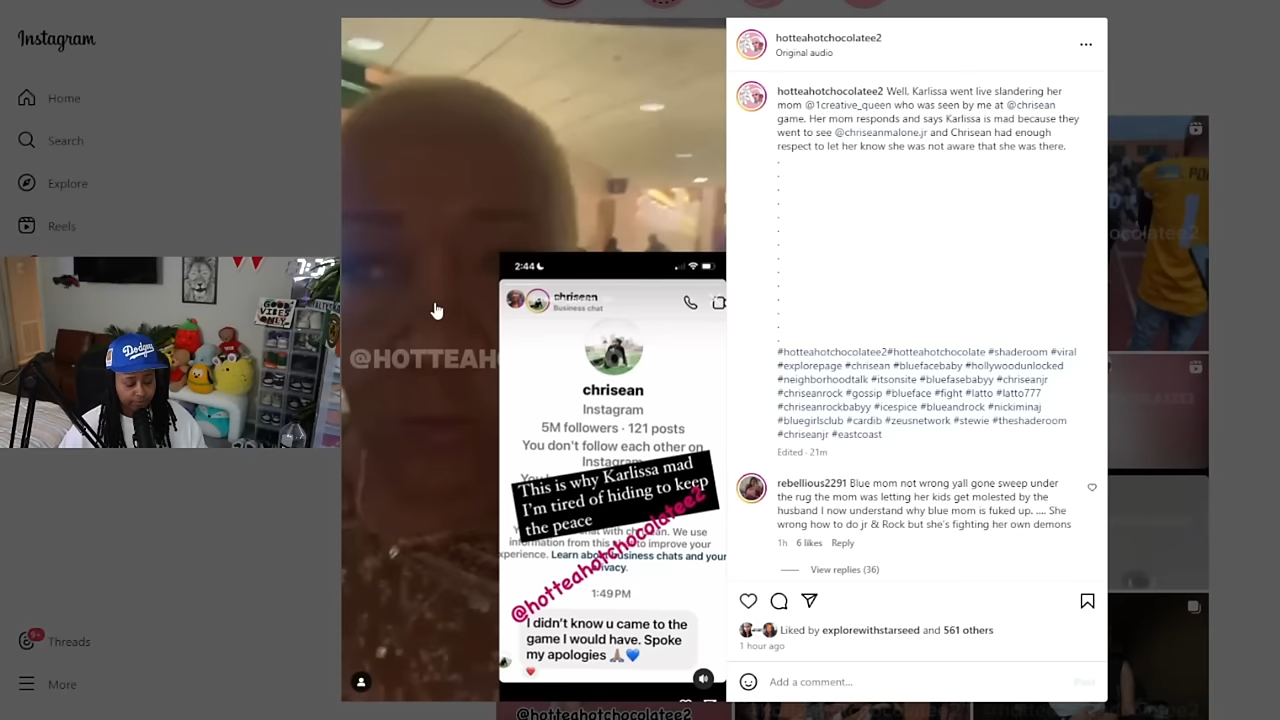 Instagram
Home
Search
Explore
Reels
9+
Threads
More
GOOD
VIBES
ONLY
Dodgers
@HOTTEAH
2:44
chrisean
Business chat
chrisean
Instagram
5M followers · 121 posts
You don't follow each other on
Instagram
This is why Karlissa mad
I'm tired of hiding to keep
the peace
@hotteahotchocolatee2
We use
information from this
to improve your
experience. Learn about business chats and your
privacy.
1:49 PM
I didn't know u came to the
game I would have. Spoke
my apologies 🙏🏽💙
@hotteahotchocolatee2
hotteahotchocolatee2
Original audio
hotteahotchocolatee2 Well, Karlissa went live slandering her
mom @1creative_queen who was seen by me at @chrisean
game. Her mom responds and says Karlissa is mad because they
went to see @chriseanmalone.jr and Chrisean had enough
respect to let her know she was not aware that she was there.
.
.
.
.
.
.
.
.
.
.
.
.
.
.
#hotteahotchocolatee2#hotteahotchocolate #shaderoom #viral
#explorepage #chrisean #bluefacebaby #hollywoodunlocked
#neighborhoodtalk #itsonsite #bluefasebabyy #chriseanjr
#chriseanrock #gossip #blueface #fight #latto #latto777
#chriseanrockbabyy #icespice #blueandrock #nickiminaj
#bluegirlsclub #cardib #zeusnetwork #stewie #theshaderoom
#chriseanjr #eastcoast
Edited · 21m
rebellious2291 Blue mom not wrong yall gone sweep under
the rug the mom was letting her kids get molested by the
husband I now understand why blue mom is fuked up. .... She
wrong how to do jr & Rock but she's fighting her own demons
1h 6 likes Reply
View replies (36)
Liked by explorewithstarseed and 561 others
1 hour ago
Add a comment...
Post